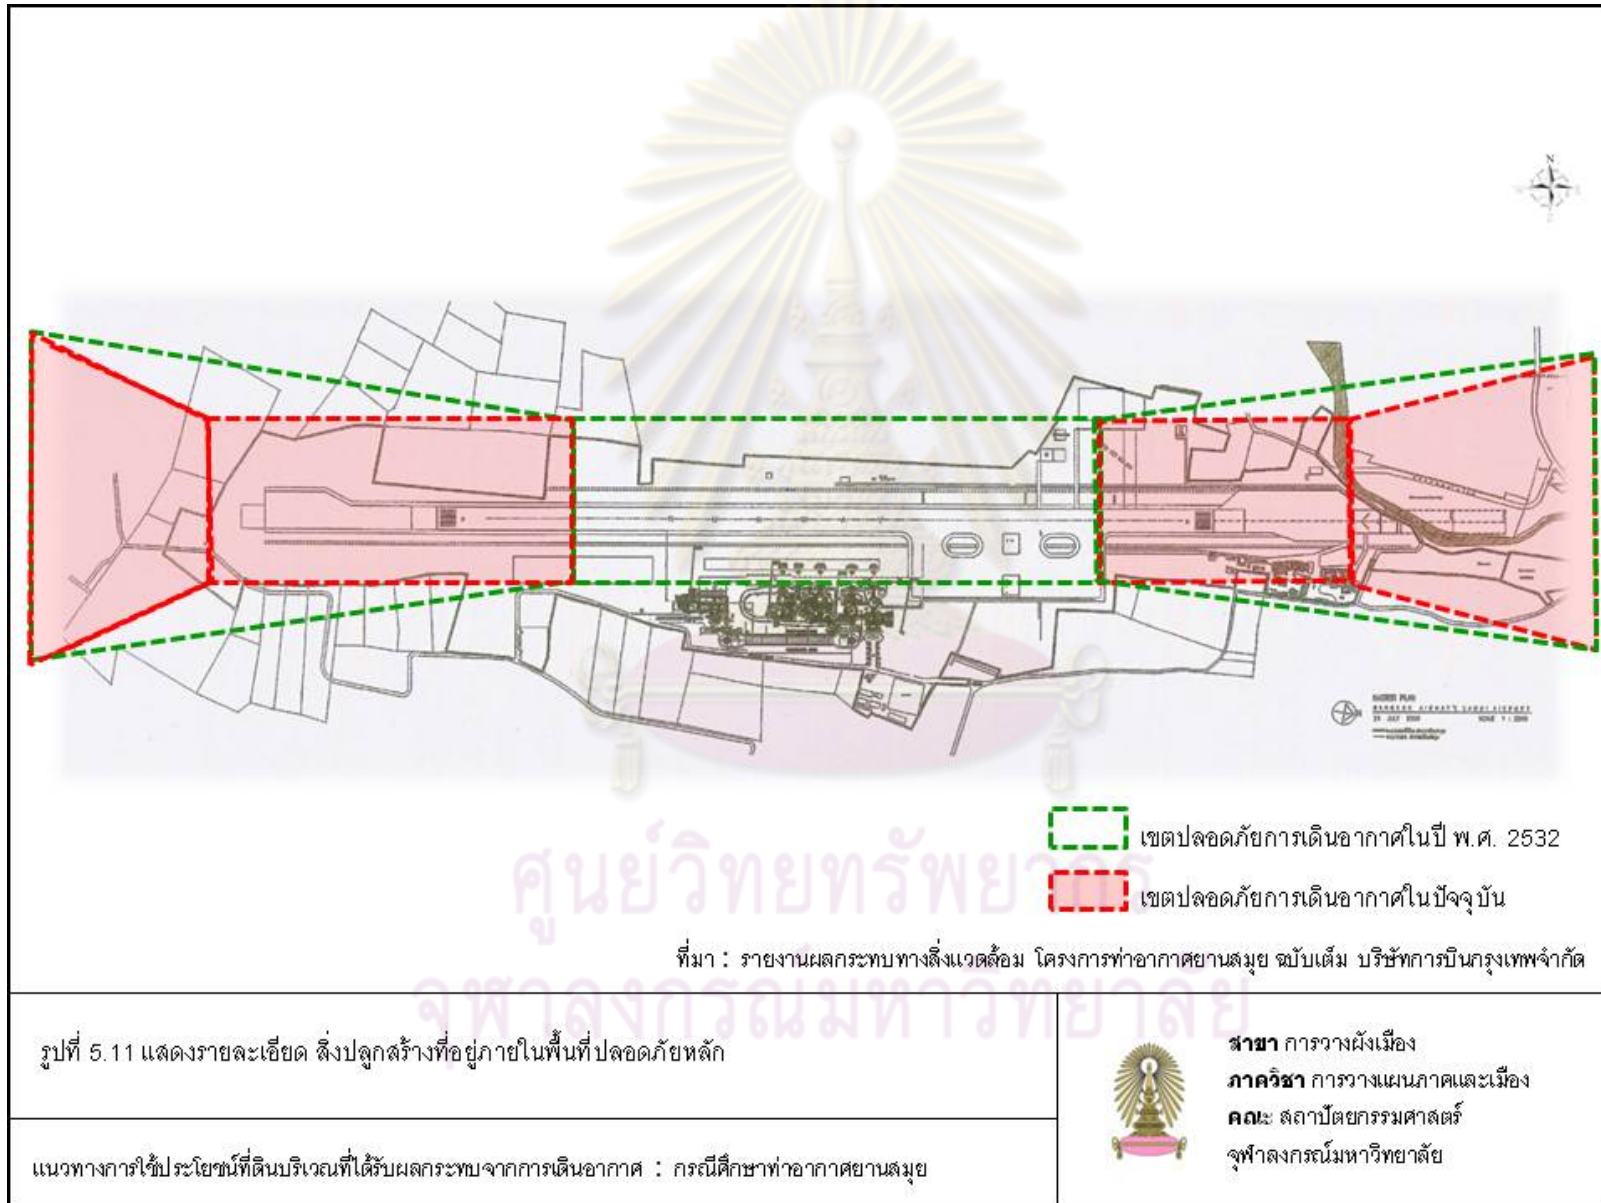 N
MASTER PLAN
BANGKOK AIRWAYS SAMUI AIRPORT
SCALE 1 : 2000
เขตปลอดภัยการเดินอากาศในปี พ.ศ. 2532
เขตปลอดภัยการเดินอากาศในปัจจุบัน
ศูนย์วิทยทรัพยากร
จุฬาลงกรณ์มหาวิทยาลัย
ที่มา : รายงานผลกระทบทางสิ่งแวดล้อม โครงการท่าอากาศยานสมุย ฉบับเต็ม บริษัทการบินกรุงเทพจำกัด
รูปที่ 5.11 แสดงรายละเอียด สิ่งปลูกสร้างที่อยู่ภายในพื้นที่ปลอดภัยหลัก
แนวทางการใช้ประโยชน์ที่ดินบริเวณที่ได้รับผลกระทบจากการเดินอากาศ : กรณีศึกษาท่าอากาศยานสมุย
สาขา การวางผังเมือง
ภาควิชา การวางแผนภาคและเมือง
คณะ สถาปัตยกรรมศาสตร์
จุฬาลงกรณ์มหาวิทยาลัย